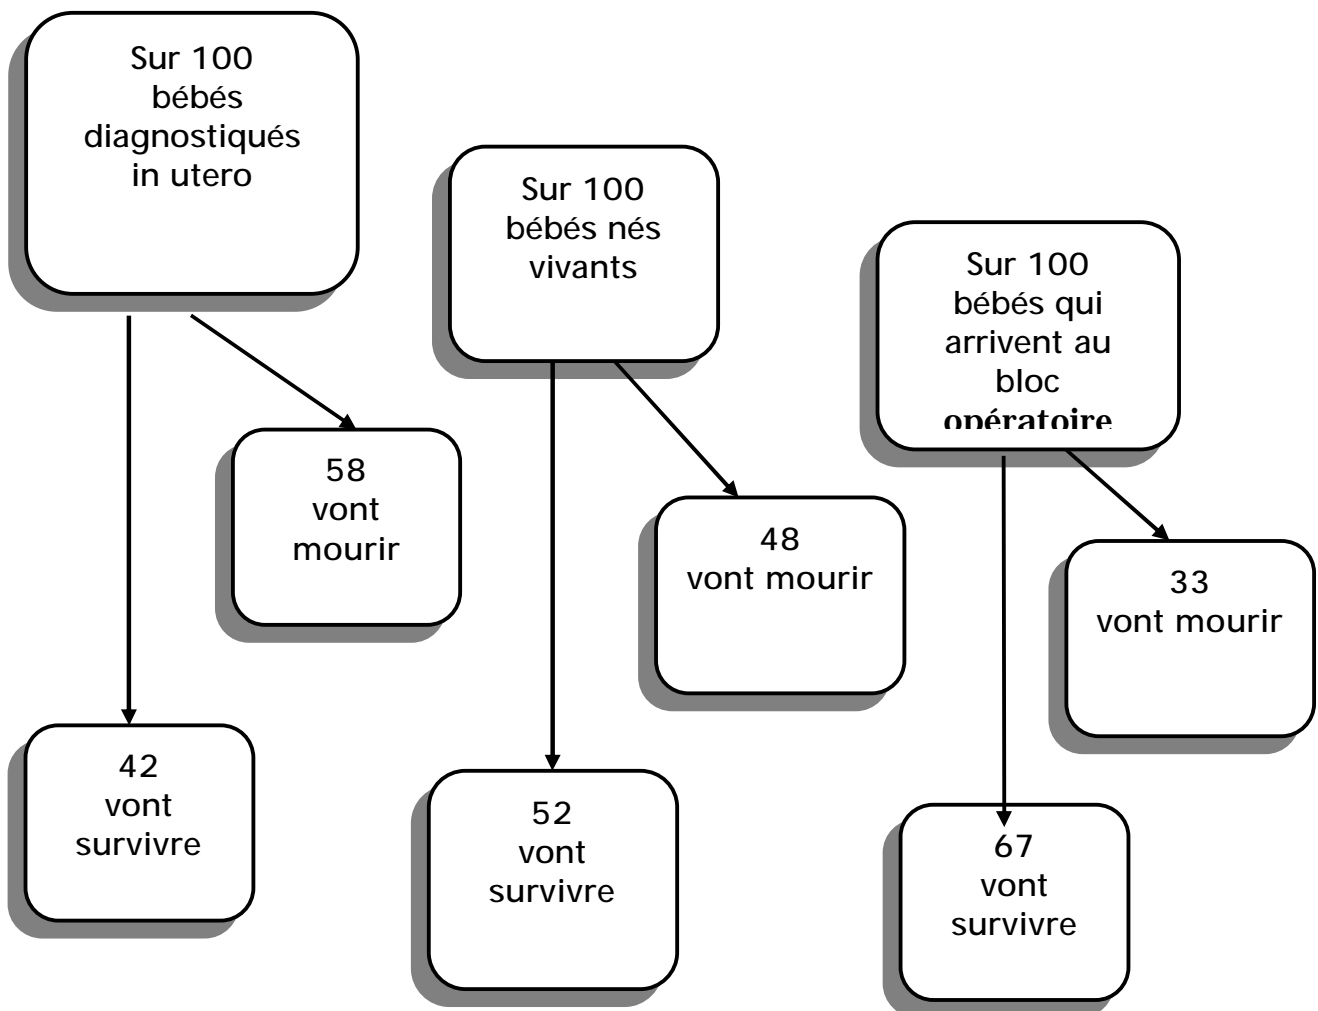 Sur 100
bébés
diagnostiqués
in utero
58
vont
mourir
42
vont
survivre
Sur 100
bébés nés
vivants
48
vont mourir
52
vont
survivre
Sur 100
bébés qui
arrivent au
bloc
opératoire
33
vont mourir
67
vont
survivre